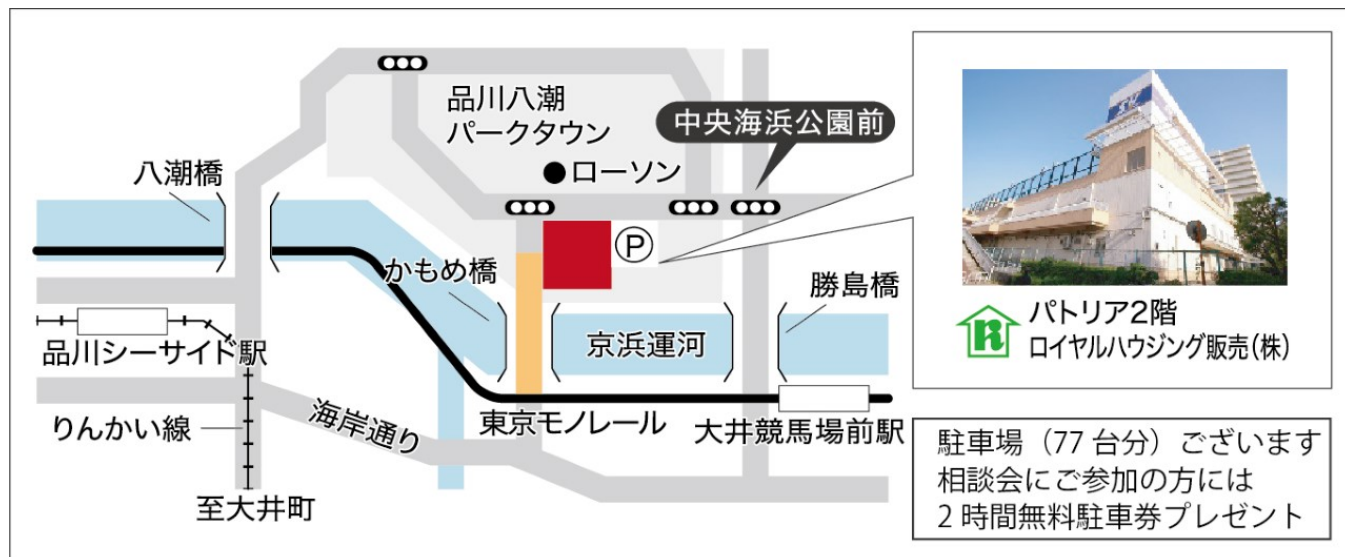 品川八潮
パークタウン
中央海浜公園前
ローソン
八潮橋
P
かもめ橋
勝島橋
京浜運河
品川シーサイド駅
りんかい線
海岸通り
東京モノレール
大井競馬場前駅
至大井町
パトリア2階
ロイヤルハウジング販売(株)
駐車場（77台分）ございます
相談会にご参加の方には
2時間無料駐車券プレゼント